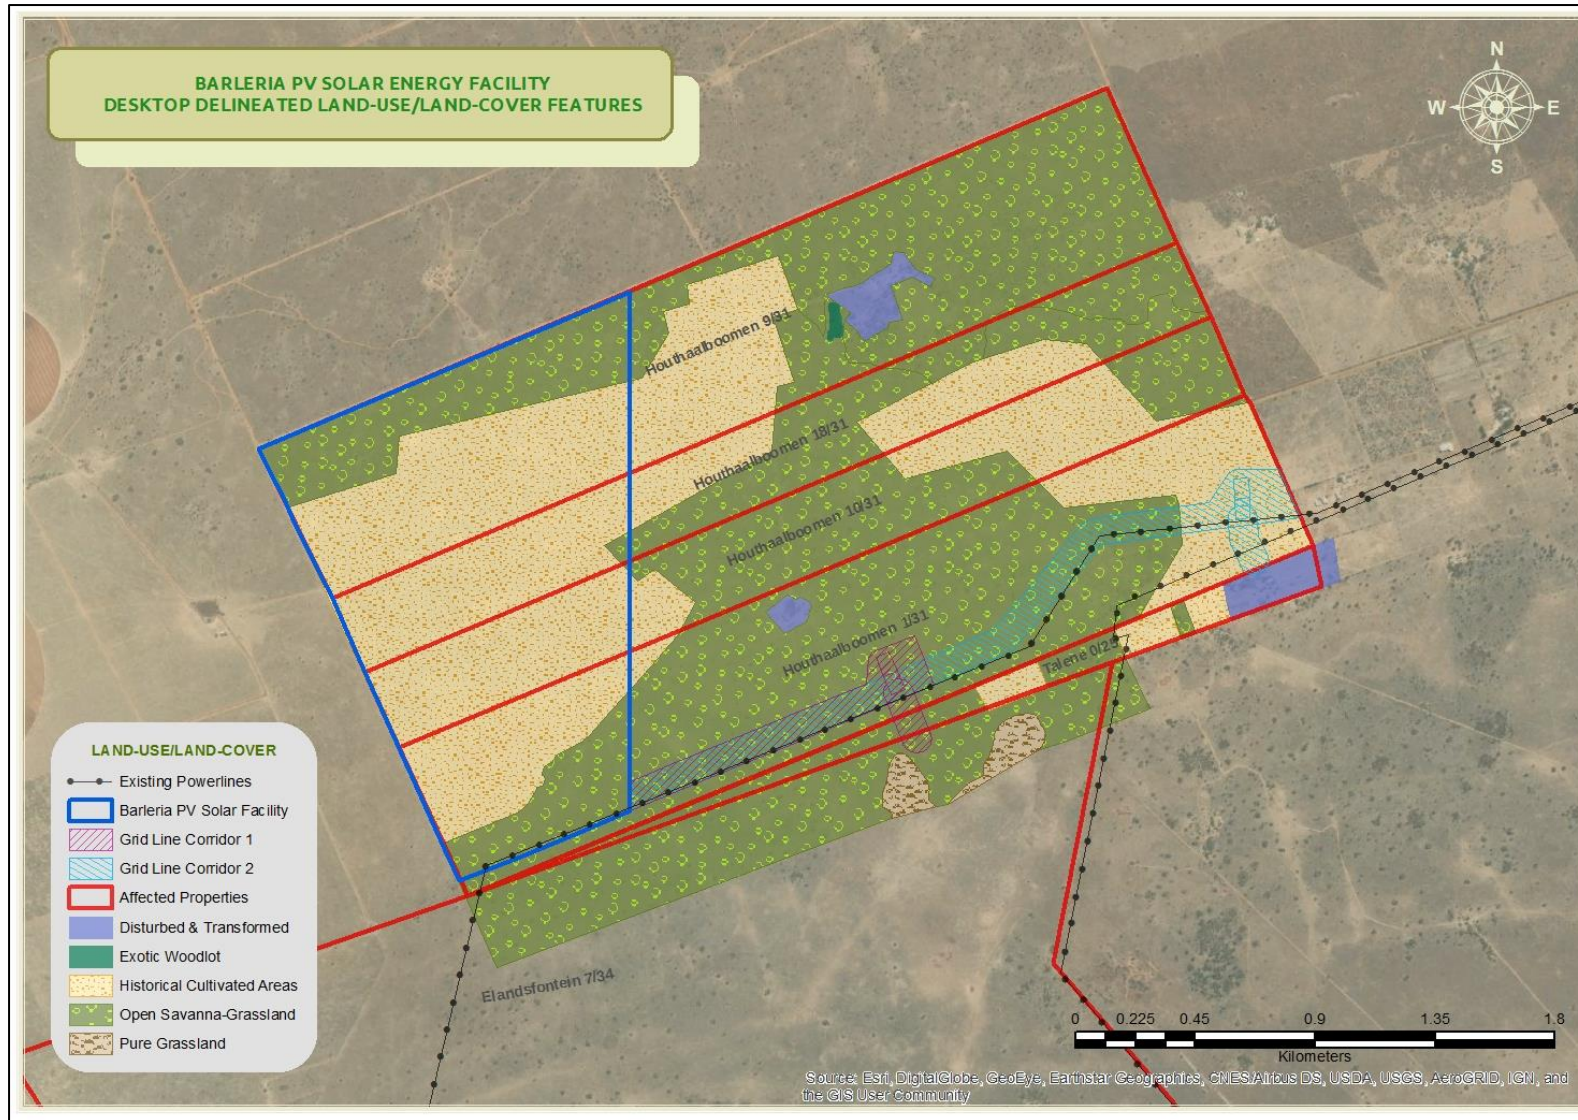 BARLERIA PV SOLAR ENERGY FACILITY
DESKTOP DELINEATED LAND-USE/LAND-COVER FEATURES
N
W
E
S
Houthaalboomen 9/31
Houthaalboomen 18/31
Houthaalboomen 10/31
Houthaalboomen 1/31
Talene 0/25
Elandsfontein 7/34
LAND-USE/LAND-COVER
Existing Powerlines
Barleria PV Solar Facility
Grid Line Corridor 1
Grid Line Corridor 2
Affected Properties
Disturbed & Transformed
Exotic Woodlot
Historical Cultivated Areas
Open Savanna-Grassland
Pure Grassland
0 0.225 0.45 0.9 1.35 1.8
Kilometers
Source: Esri, DigitalGlobe, GeoEye, Earthstar Geographics, CNES/Airbus DS, USDA, USGS, AeroGRID, IGN, and
the GIS User Community